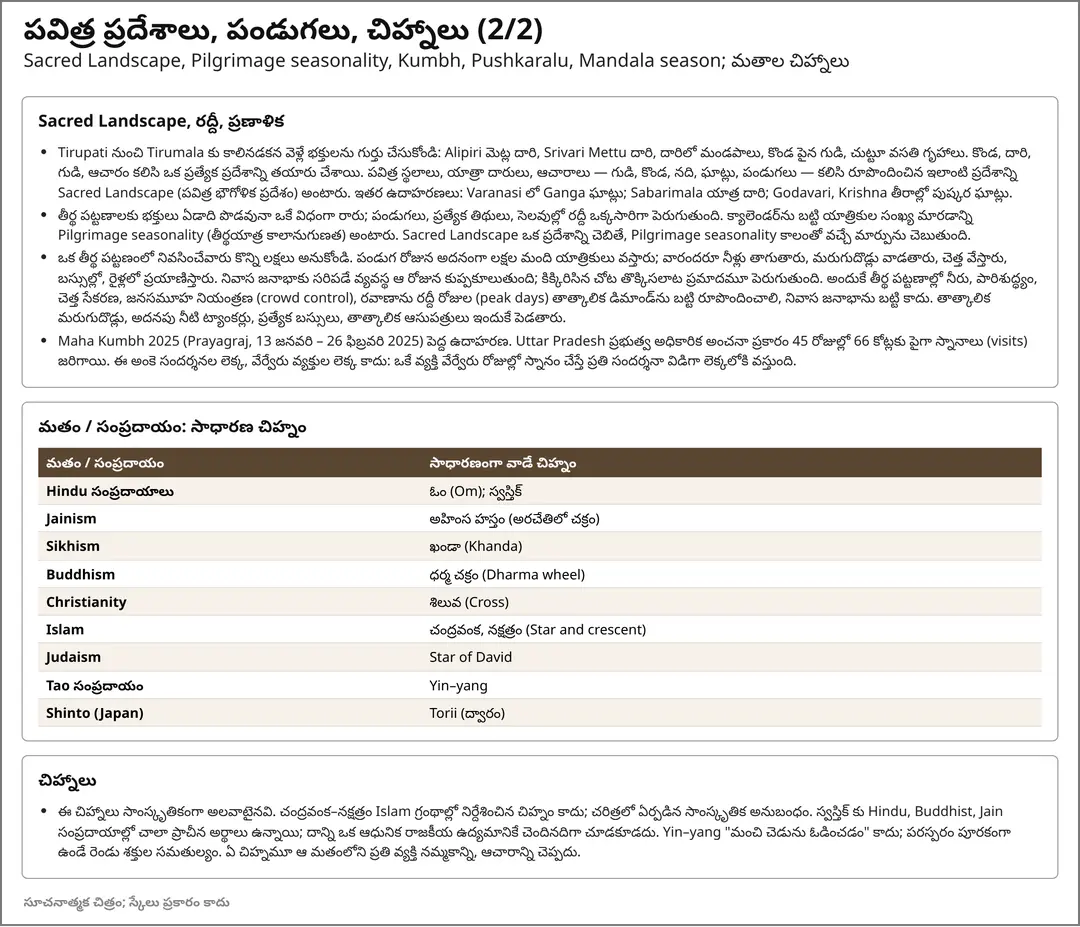 పవిత్ర ప్రదేశాలు, పండుగలు, చిహ్నాలు (2/2)
Sacred Landscape, Pilgrimage seasonality, Kumbh, Pushkaralu, Mandala season; మతాల చిహ్నాలు
Sacred Landscape, రద్దీ, ప్రణాళిక
• Tirupati నుంచి Tirumala కు కాలినడకన వెళ్లే భక్తులను గుర్తు చేసుకోండి: Alipiri మెట్ల దారి, Srivari Mettu దారి, దారిలో మండపాలు, కొండ పైన గుడి, చుట్టూ వసతి గృహాలు. కొండ, దారి,
గుడి, ఆచారం కలిసి ఒక ప్రత్యేక ప్రదేశాన్ని తయారు చేశాయి. పవిత్ర స్థలాలు, యాత్రా దారులు, ఆచారాలు — గుడి, కొండ, నది, ఘాట్లు, పండుగలు — కలిసి రూపొందించిన ఇలాంటి ప్రదేశాన్ని
Sacred Landscape (పవిత్ర భౌగోళిక ప్రదేశం) అంటారు. ఇతర ఉదాహరణలు: Varanasi లో Ganga ఘాట్లు; Sabarimala యాత్ర దారి; Godavari, Krishna తీరాల్లో పుష్కర ఘాట్లు.
• తీర్థ పట్టణాలకు భక్తులు ఏడాది పొడవునా ఒకే విధంగా రారు; పండుగలు, ప్రత్యేక తిథులు, సెలవుల్లో రద్దీ ఒక్కసారిగా పెరుగుతుంది. క్యాలెండర్‌ను బట్టి యాత్రికుల సంఖ్య మారడాన్ని
Pilgrimage seasonality (తీర్థయాత్ర కాలానుగుణత) అంటారు. Sacred Landscape ఒక ప్రదేశాన్ని చెబితే, Pilgrimage seasonality కాలంతో వచ్చే మార్పును చెబుతుంది.
• ఒక తీర్థ పట్టణంలో నివసించేవారు కొన్ని లక్షలు అనుకోండి. పండుగ రోజున అదనంగా లక్షల మంది యాత్రికులు వస్తారు; వారందరూ నీళ్లు తాగుతారు, మరుగుదొడ్లు వాడతారు, చెత్త వేస్తారు,
బస్సుల్లో, రైళ్లలో ప్రయాణిస్తారు. నివాస జనాభాకు సరిపడే వ్యవస్థ ఆ రోజున కుప్పకూలుతుంది; కిక్కిరిసిన చోట తొక్కిసలాట ప్రమాదమూ పెరుగుతుంది. అందుకే తీర్థ పట్టణాల్లో నీరు, పారిశుద్ధ్యం,
చెత్త సేకరణ, జనసమూహ నియంత్రణ (crowd control), రవాణాను రద్దీ రోజుల (peak days) తాత్కాలిక డిమాండ్‌ను బట్టి రూపొందించాలి, నివాస జనాభాను బట్టి కాదు. తాత్కాలిక
మరుగుదొడ్లు, అదనపు నీటి ట్యాంకర్లు, ప్రత్యేక బస్సులు, తాత్కాలిక ఆసుపత్రులు ఇందుకే పెడతారు.
• Maha Kumbh 2025 (Prayagraj, 13 జనవరి – 26 ఫిబ్రవరి 2025) పెద్ద ఉదాహరణ. Uttar Pradesh ప్రభుత్వ అధికారిక అంచనా ప్రకారం 45 రోజుల్లో 66 కోట్లకు పైగా స్నానాలు (visits)
జరిగాయి. ఈ అంకె సందర్శనల లెక్క, వేర్వేరు వ్యక్తుల లెక్క కాదు: ఒకే వ్యక్తి వేర్వేరు రోజుల్లో స్నానం చేస్తే ప్రతి సందర్శనా విడిగా లెక్కలోకి వస్తుంది.
మతం / సంప్రదాయం: సాధారణ చిహ్నం
మతం / సంప్రదాయం సాధారణంగా వాడే చిహ్నం
Hindu సంప్రదాయాలు ఓం (Om); స్వస్తిక్
Jainism అహింస హస్తం (అరచేతిలో చక్రం)
Sikhism ఖండా (Khanda)
Buddhism ధర్మ చక్రం (Dharma wheel)
Christianity శిలువ (Cross)
Islam చంద్రవంక, నక్షత్రం (Star and crescent)
Judaism Star of David
Tao సంప్రదాయం Yin–yang
Shinto (Japan) Torii (ద్వారం)
చిహ్నాలు
• ఈ చిహ్నాలు సాంస్కృతికంగా అలవాటైనవి. చంద్రవంక–నక్షత్రం Islam గ్రంథాల్లో నిర్దేశించిన చిహ్నం కాదు; చరిత్రలో ఏర్పడిన సాంస్కృతిక అనుబంధం. స్వస్తిక్ కు Hindu, Buddhist, Jain
సంప్రదాయాల్లో చాలా ప్రాచీన అర్థాలు ఉన్నాయి; దాన్ని ఒక ఆధునిక రాజకీయ ఉద్యమానికే చెందినదిగా చూడకూడదు. Yin–yang "మంచి చెడును ఓడించడం" కాదు; పరస్పరం పూరకంగా
ఉండే రెండు శక్తుల సమతుల్యం. ఏ చిహ్నమూ ఆ మతంలోని ప్రతి వ్యక్తి నమ్మకాన్ని, ఆచారాన్ని చెప్పదు.
సూచనాత్మక చిత్రం; స్కేలు ప్రకారం కాదు